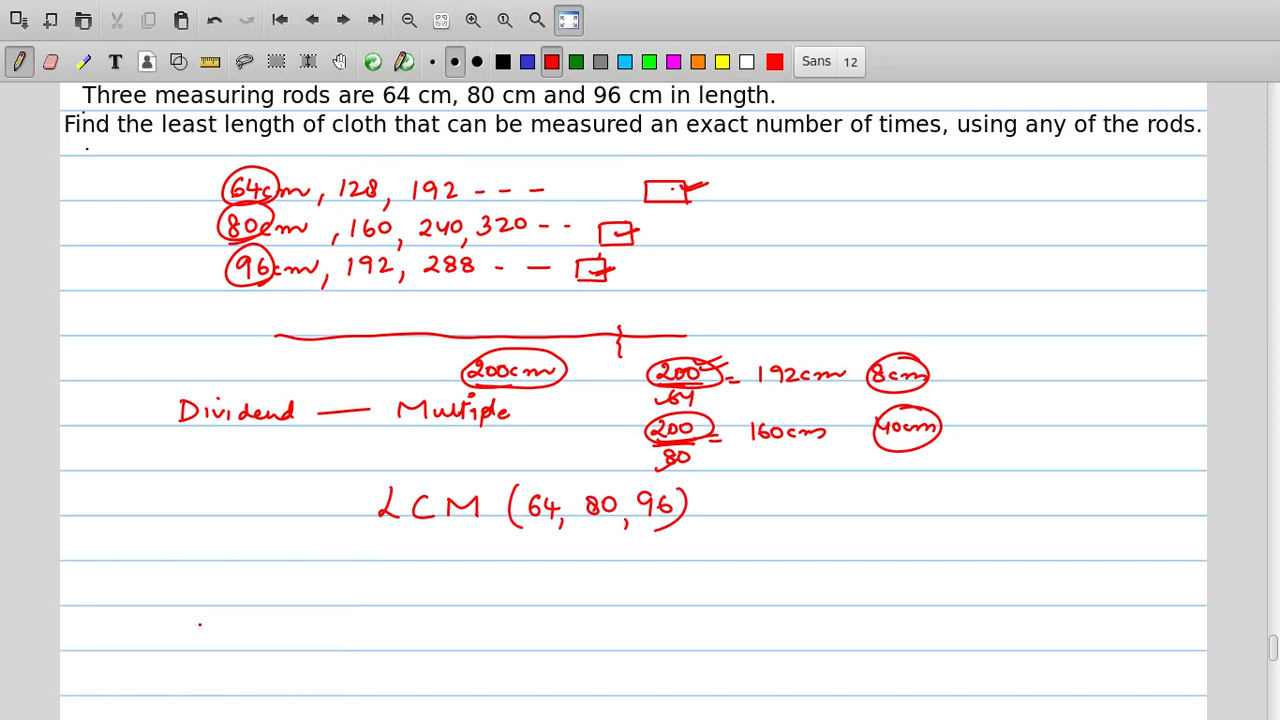 Sans 12
Three measuring rods are 64 cm, 80 cm and 96 cm in length.
Find the least length of cloth that can be measured an exact number of times, using any of the rods.
64cm, 128, 192 - - -
80cm, 160, 240, 320 - -
96cm, 192, 288 - -
200cm
200/64 = 192cm 8cm
Dividend — Multiple
200/80 = 160cm 40cm
LCM (64, 80, 96)